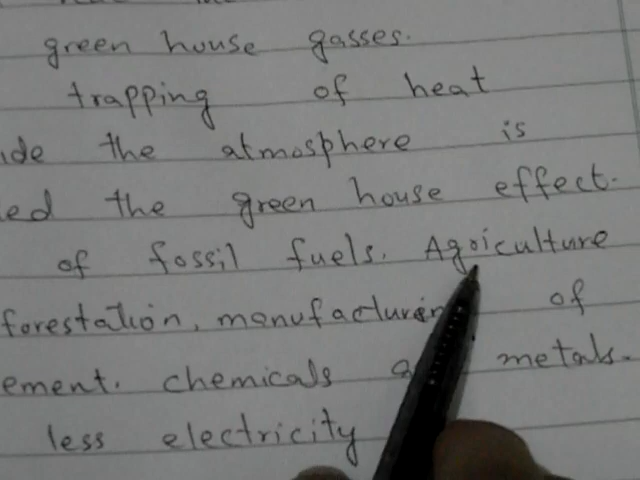 green house gasses.
trapping of heat
ide the atmosphere is
ed the green house effect.
of fossil fuels. Agriculture
forestation, manufacturing of
ement. chemicals metals.
less electricity